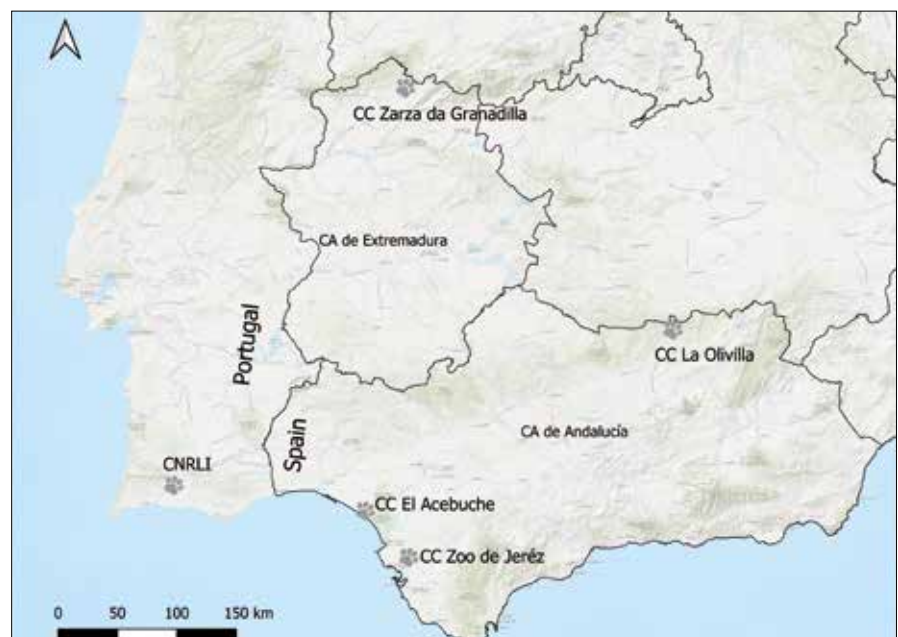 CC Zarza da Granadilla
CA de Extremadura
Portugal
CC La Olivilla
CA de Andalucía
Spain
CNRLI
CC El Acebuche
CC Zoo de Jeréz
0 50 100 150 km